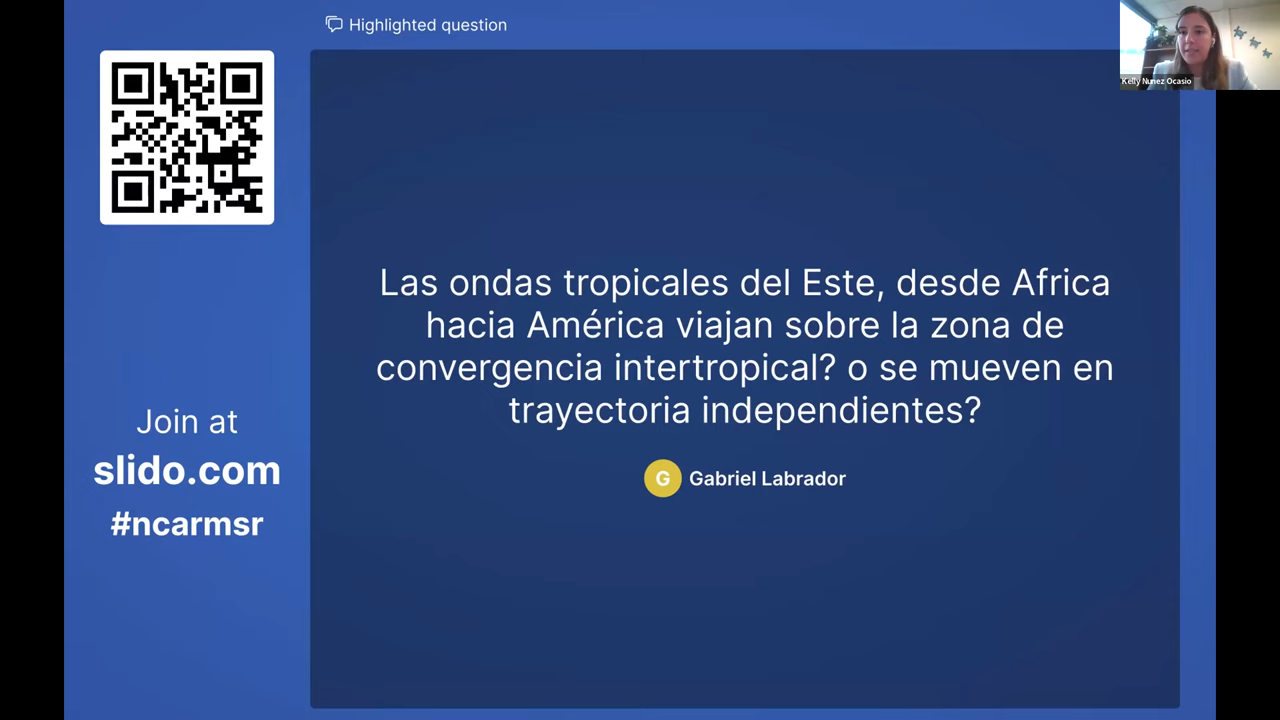 Highlighted question
Kelly Nunez Ocasio
Las ondas tropicales del Este, desde Africa
hacia América viajan sobre la zona de
convergencia intertropical? o se mueven en
trayectoria independientes?
G Gabriel Labrador
Join at
slido.com
#ncarmsr